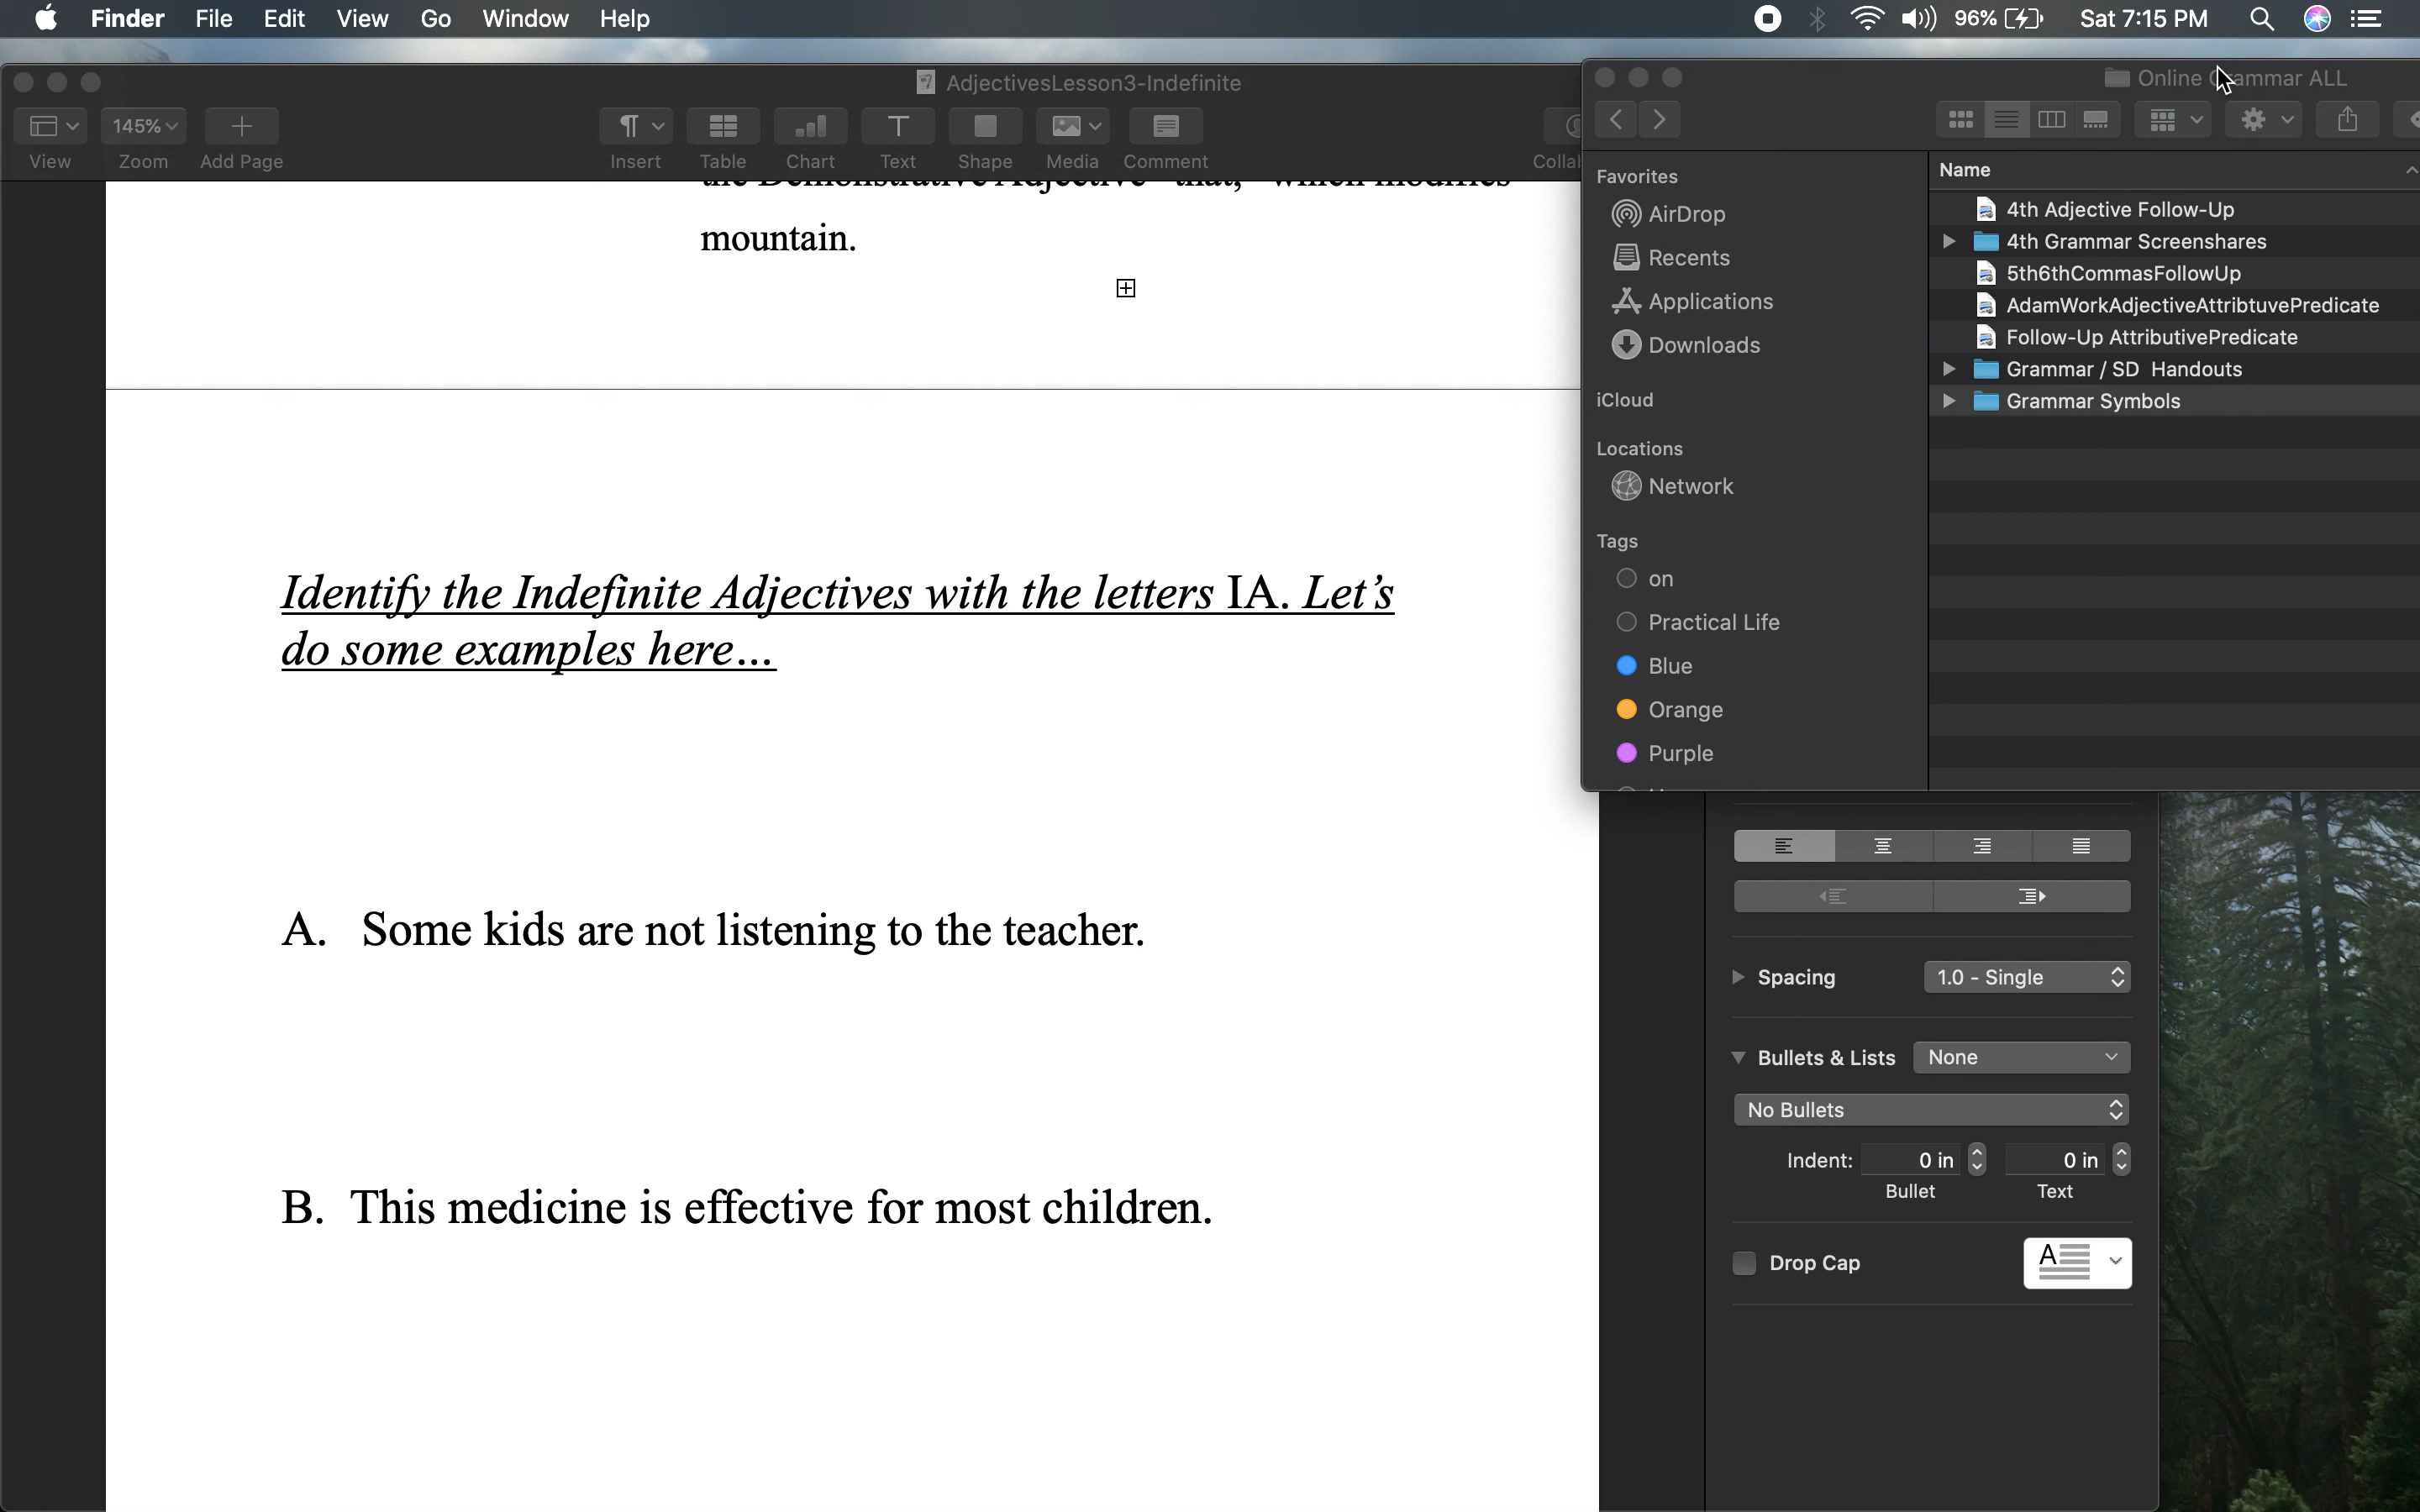 Finder File Edit View Go Window Help
96% Sat 7:15 PM
AdjectivesLesson3-Indefinite
145%
View Zoom Add Page Insert Table Chart Text Shape Media Comment
mountain.
Identify the Indefinite Adjectives with the letters IA. Let’s
do some examples here…
A. Some kids are not listening to the teacher.
B. This medicine is effective for most children.
Online Grammar ALL
Favorites
AirDrop
Recents
Applications
Downloads
iCloud
Locations
Network
Tags
on
Practical Life
Blue
Orange
Purple
Name
4th Adjective Follow-Up
4th Grammar Screenshares
5th6thCommasFollowUp
AdamWorkAdjectiveAttribtuvePredicate
Follow-Up AttributivePredicate
Grammar / SD Handouts
Grammar Symbols
Spacing 1.0 - Single
Bullets & Lists None
No Bullets
Indent: 0 in 0 in
Bullet Text
Drop Cap